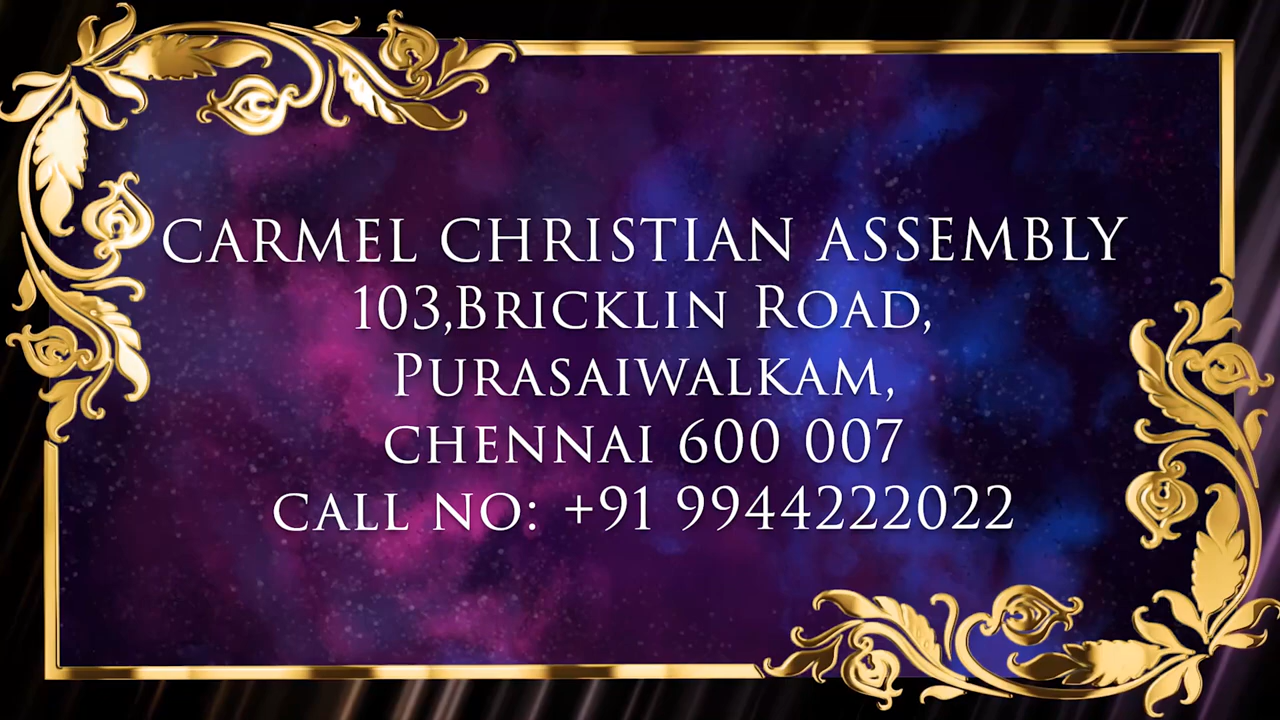 CARMEL CHRISTIAN ASSEMBLY
103,BRICKLIN ROAD,
PURASAIWALKAM,
CHENNAI 600 007
CALL NO: +91 9944222022